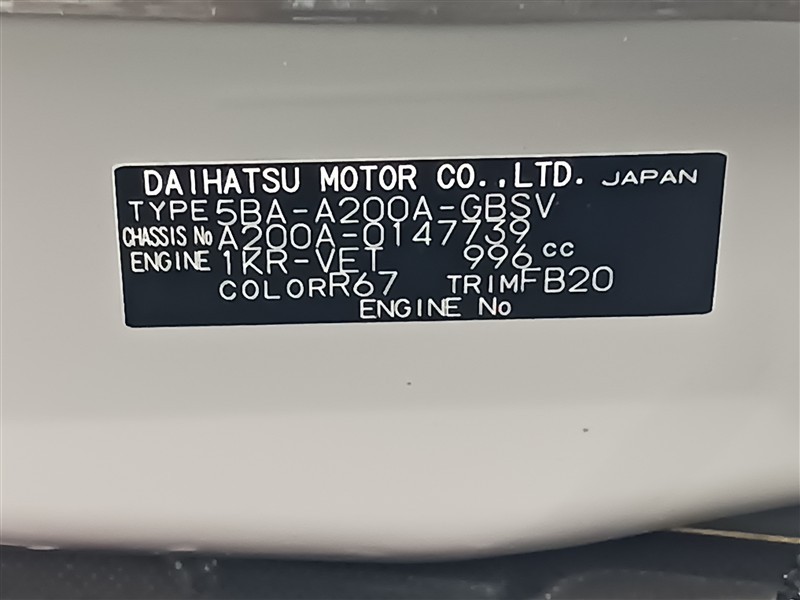 DAIHATSU MOTOR CO.,LTD. JAPAN
TYPE 5BA-A200A-GBSV
CHASSIS No A200A-0147739
ENGINE 1KR-VET 996 cc
COLOR R67 TRIM FB20
ENGINE No